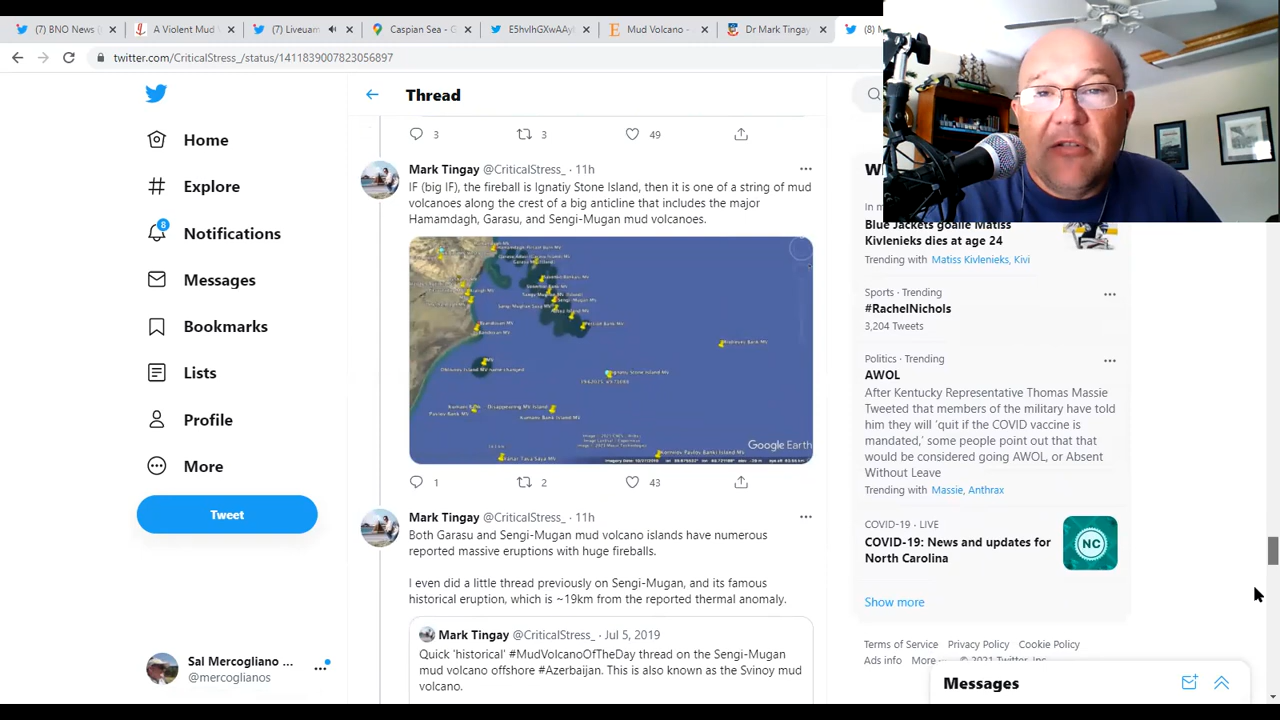 (7) BNO News (
A Violent Mud V
(7) Liveuam
Caspian Sea - G
E5hvIhGXwAAy
Mud Volcano -
Dr Mark Tingay
(8) M
twitter.com/CriticalStress_/status/1411839007823056897
Thread
Home
Explore
8
Notifications
Messages
Bookmarks
Lists
Profile
More
Tweet
Sal Mercogliano ...
@mercoglianos
3 3 49
Mark Tingay @CriticalStress_ · 11h
IF (big IF), the fireball is Ignatiy Stone Island, then it is one of a string of mud
volcanoes along the crest of a big anticline that includes the major
Hamamdagh, Garasu, and Sengi-Mugan mud volcanoes.
Google Earth
1 2 43
Mark Tingay @CriticalStress_ · 11h
Both Garasu and Sengi-Mugan mud volcano islands have numerous
reported massive eruptions with huge fireballs.
I even did a little thread previously on Sengi-Mugan, and its famous
historical eruption, which is ~19km from the reported thermal anomaly.
Mark Tingay @CriticalStress_ · Jul 5, 2019
Quick 'historical' #MudVolcanoOfTheDay thread on the Sengi-Mugan
mud volcano offshore #Azerbaijan. This is also known as the Svinoy mud
volcano.
Blue Jackets goalie Matiss
Kivlenieks dies at age 24
Trending with Matiss Kivlenieks, Kivi
Sports · Trending
#RachelNichols
3,204 Tweets
Politics · Trending
AWOL
After Kentucky Representative Thomas Massie
Tweeted that members of the military have told
him they will 'quit if the COVID vaccine is
mandated,' some people point out that that
would be considered going AWOL, or Absent
Without Leave
Trending with Massie, Anthrax
COVID-19 · LIVE
COVID-19: News and updates for
North Carolina
NC
Show more
Terms of Service Privacy Policy Cookie Policy
Ads info More © 2021 Twitter, Inc.
Messages